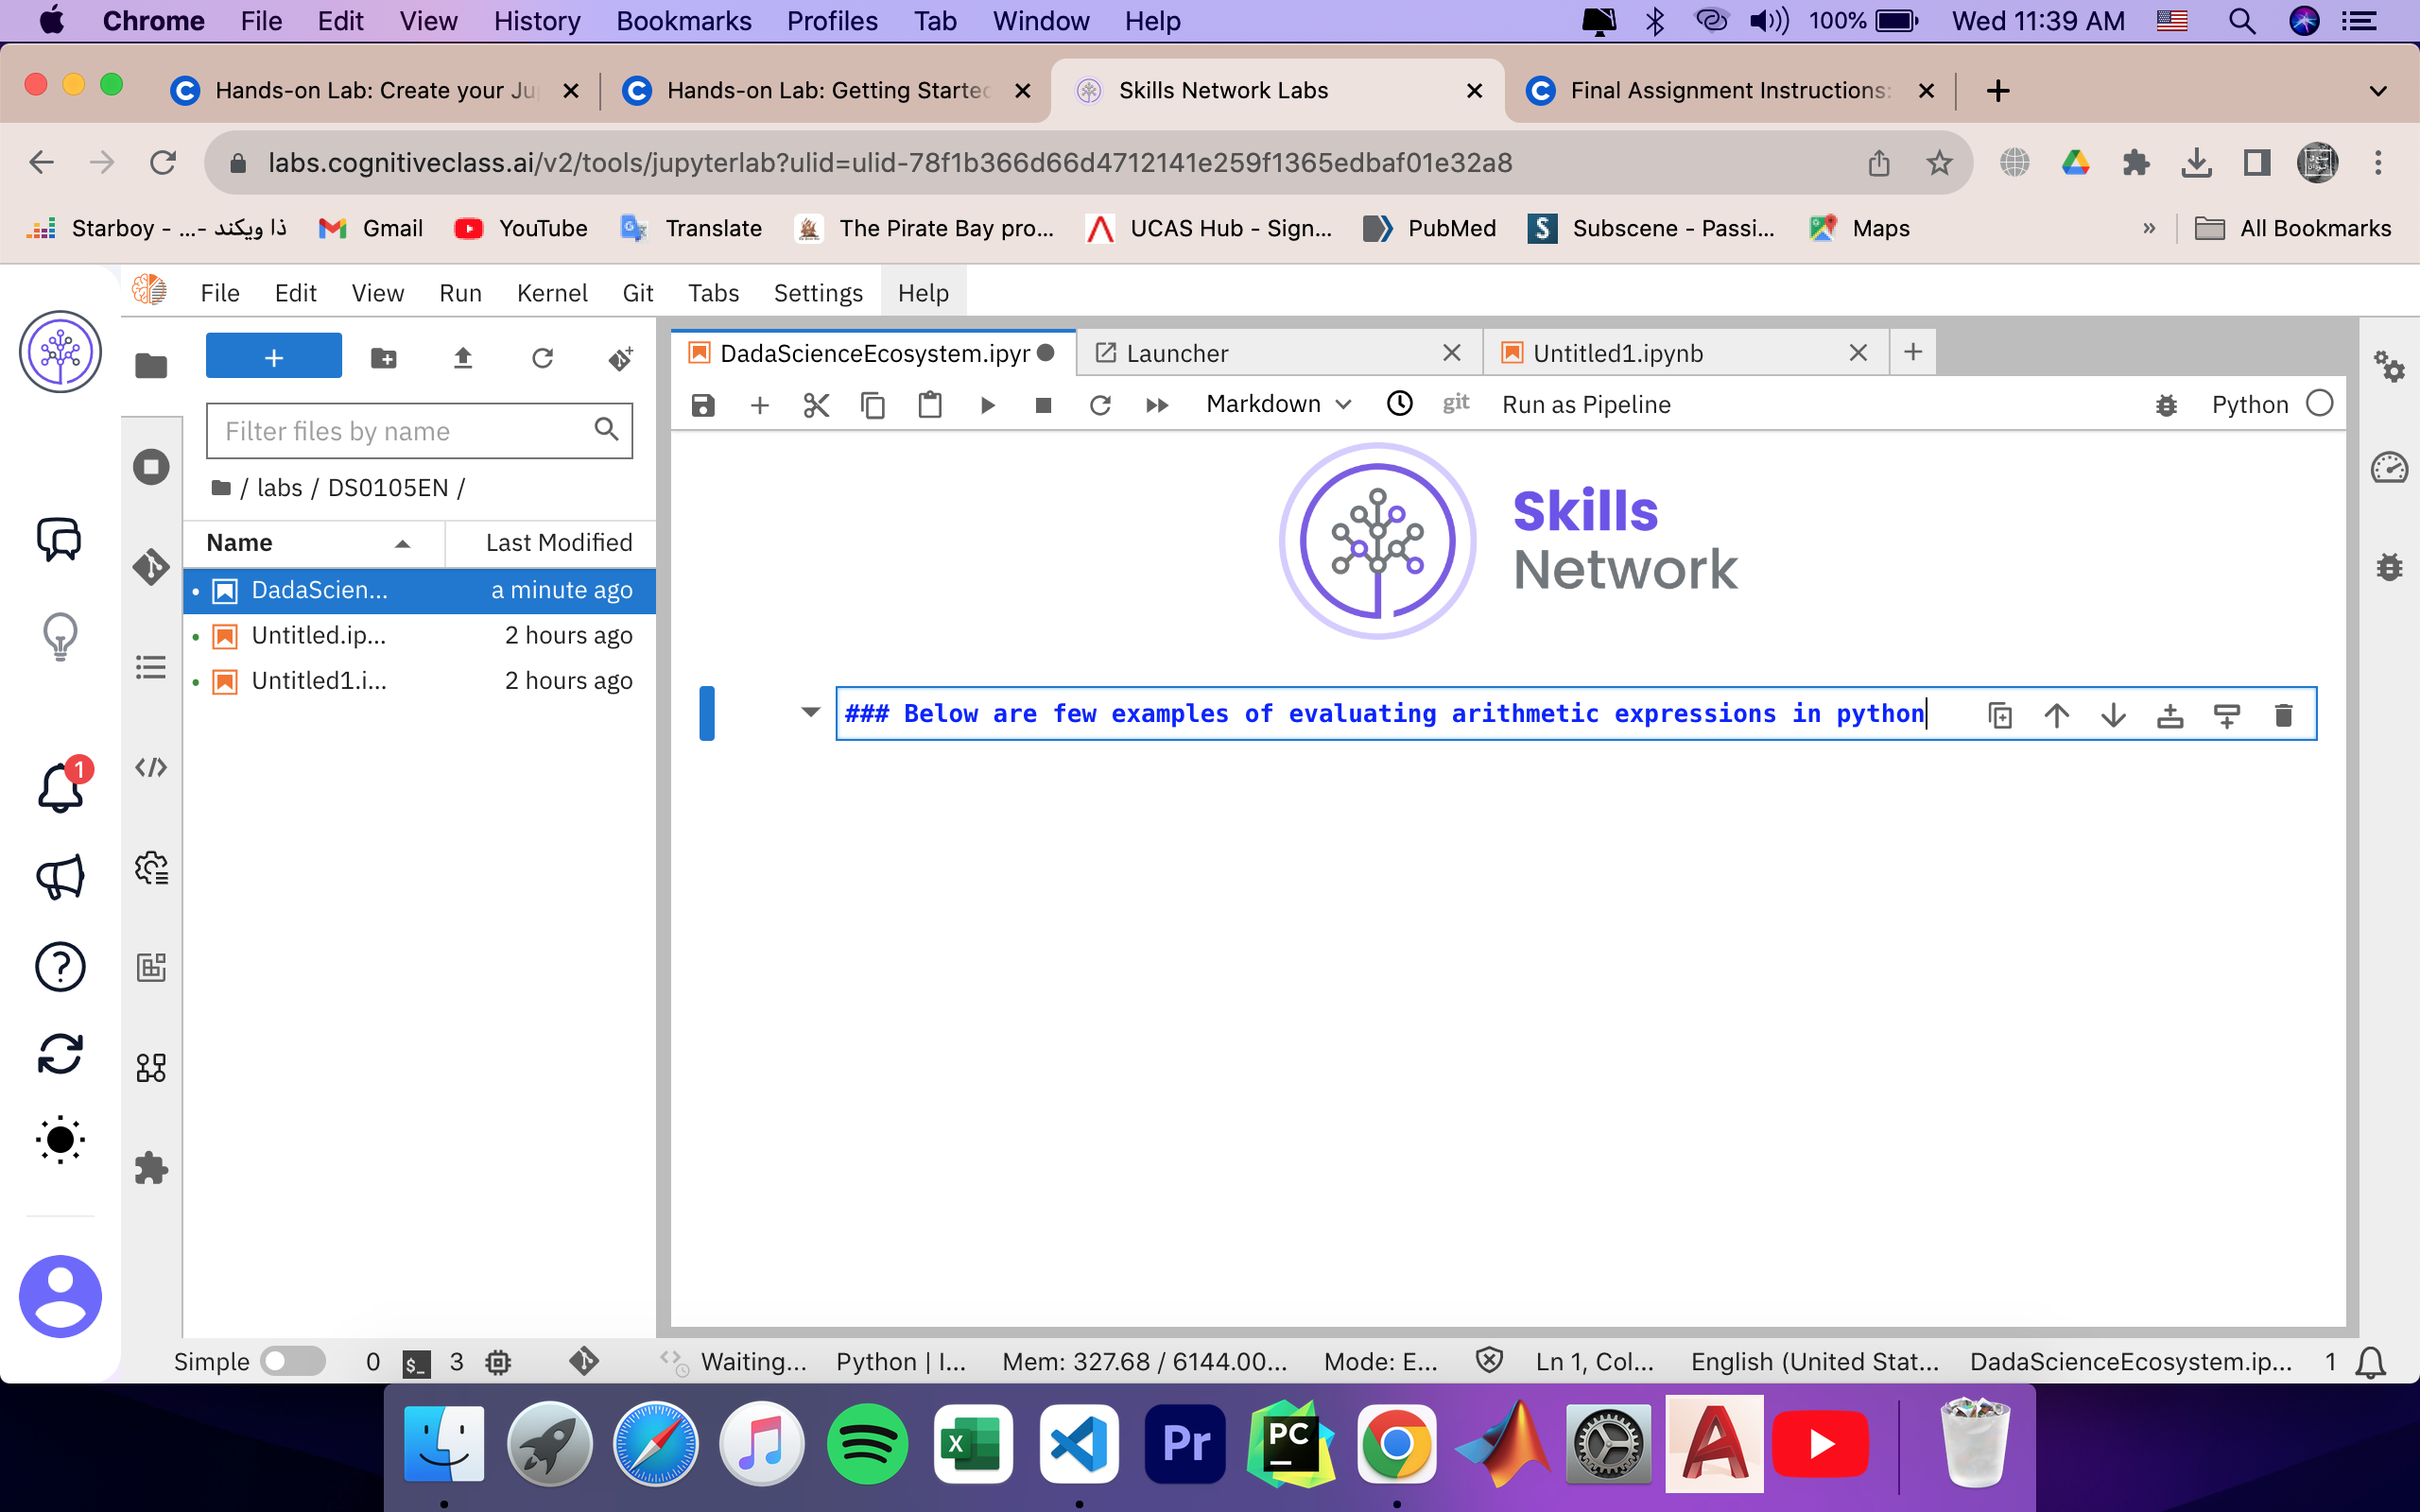 Chrome File Edit View History Bookmarks Profiles Tab Window Help 100% Wed 11:39 AM
Hands-on Lab: Create your Ju Hands-on Lab: Getting Started Skills Network Labs Final Assignment Instructions:
labs.cognitiveclass.ai/v2/tools/jupyterlab?ulid=ulid-78f1b366d66d4712141e259f1365edbaf01e32a8
Starboy - ...- ذا ويكند Gmail YouTube Translate The Pirate Bay pro... UCAS Hub - Sign... PubMed S Subscene - Passi... Maps » All Bookmarks
File Edit View Run Kernel Git Tabs Settings Help
DadaScienceEcosystem.ipyr Launcher Untitled1.ipynb
Markdown git Run as Pipeline Python
Filter files by name
/ labs / DS0105EN /
Skills
Network
Name Last Modified
DadaScien... a minute ago
Untitled.ip... 2 hours ago
Untitled1.i... 2 hours ago
### Below are few examples of evaluating arithmetic expressions in python
1
Simple 0 $_ 3 Waiting... Python | I... Mem: 327.68 / 6144.00... Mode: E... Ln 1, Col... English (United Stat... DadaScienceEcosystem.ip... 1
X Pr PC